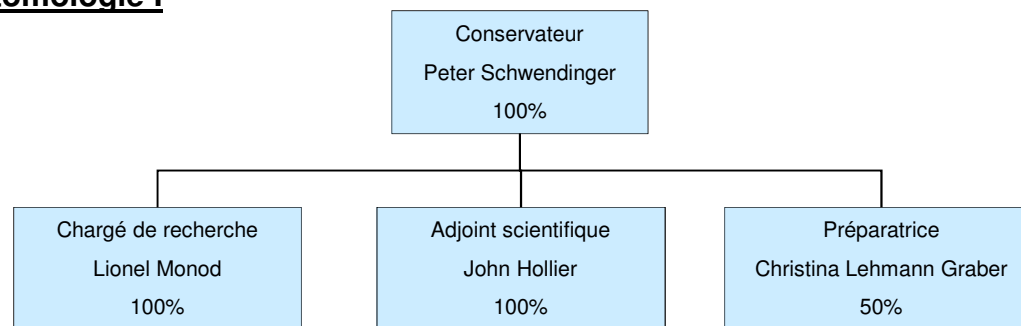 Conservateur
Peter Schwendinger
100%
Chargé de recherche
Lionel Monod
100%
Adjoint scientifique
John Hollier
100%
Préparatrice
Christina Lehmann Graber
50%